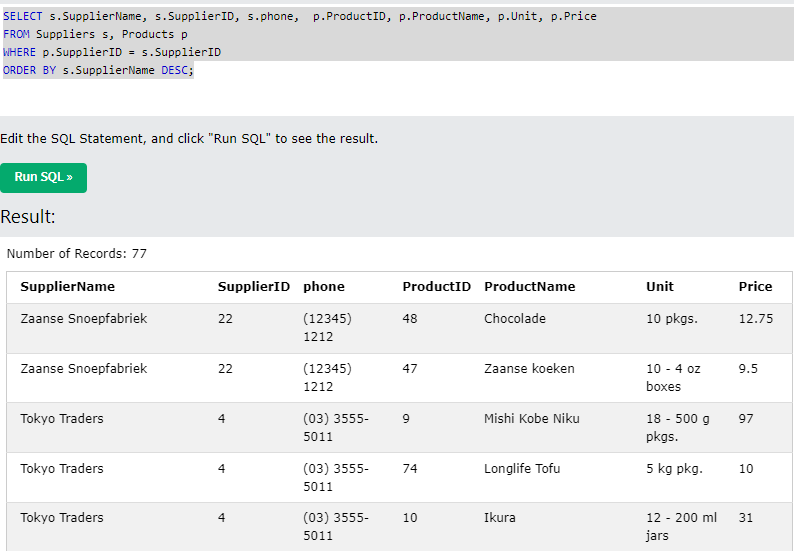 SELECT s.SupplierName, s.SupplierID, s.phone,  p.ProductID, p.ProductName, p.Unit, p.Price
FROM Suppliers s, Products p
WHERE p.SupplierID = s.SupplierID
ORDER BY s.SupplierName DESC;
Edit the SQL Statement, and click "Run SQL" to see the result.
Run SQL »
Result:
Number of Records: 77
SupplierName SupplierID phone ProductID ProductName Unit Price
Zaanse Snoepfabriek 22 (12345) 48 Chocolade 10 pkgs. 12.75
1212
Zaanse Snoepfabriek 22 (12345) 47 Zaanse koeken 10 - 4 oz 9.5
1212 boxes
Tokyo Traders 4 (03) 3555- 9 Mishi Kobe Niku 18 - 500 g 97
5011 pkgs.
Tokyo Traders 4 (03) 3555- 74 Longlife Tofu 5 kg pkg. 10
5011
Tokyo Traders 4 (03) 3555- 10 Ikura 12 - 200 ml 31
5011 jars